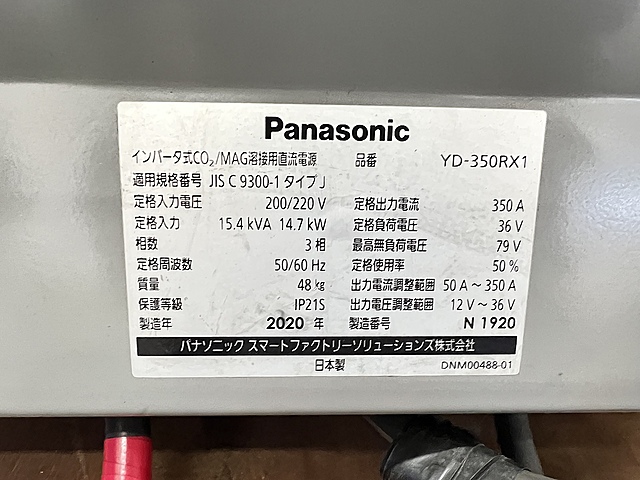 Panasonic
インバータ式CO₂/MAG溶接用直流電源 品番 YD-350RX1
適用規格番号 JIS C 9300-1 タイプJ
定格入力電圧 200/220 V 定格出力電流 350 A
定格入力 15.4 kVA 14.7 kW 定格負荷電圧 36 V
相数 3 相 最高無負荷電圧 79 V
定格周波数 50/60 Hz 定格使用率 50 %
質量 48 kg 出力電流調整範囲 50 A～350 A
保護等級 IP21S 出力電圧調整範囲 12 V～36 V
製造年 2020 年 製造番号 N 1920
パナソニック スマートファクトリーソリューションズ株式会社
日本製 DNM00488-01